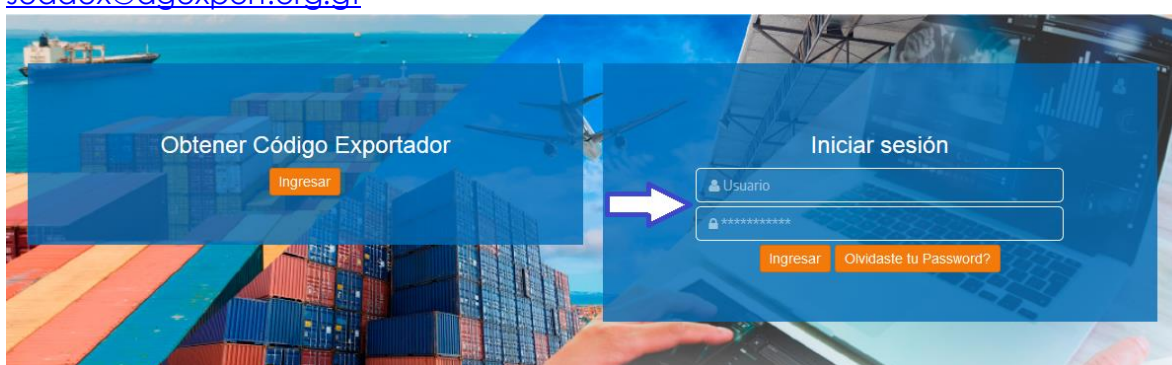 Obtener Código Exportador
Ingresar
Iniciar sesión
Usuario
***********
Ingresar
Olvidaste tu Password?